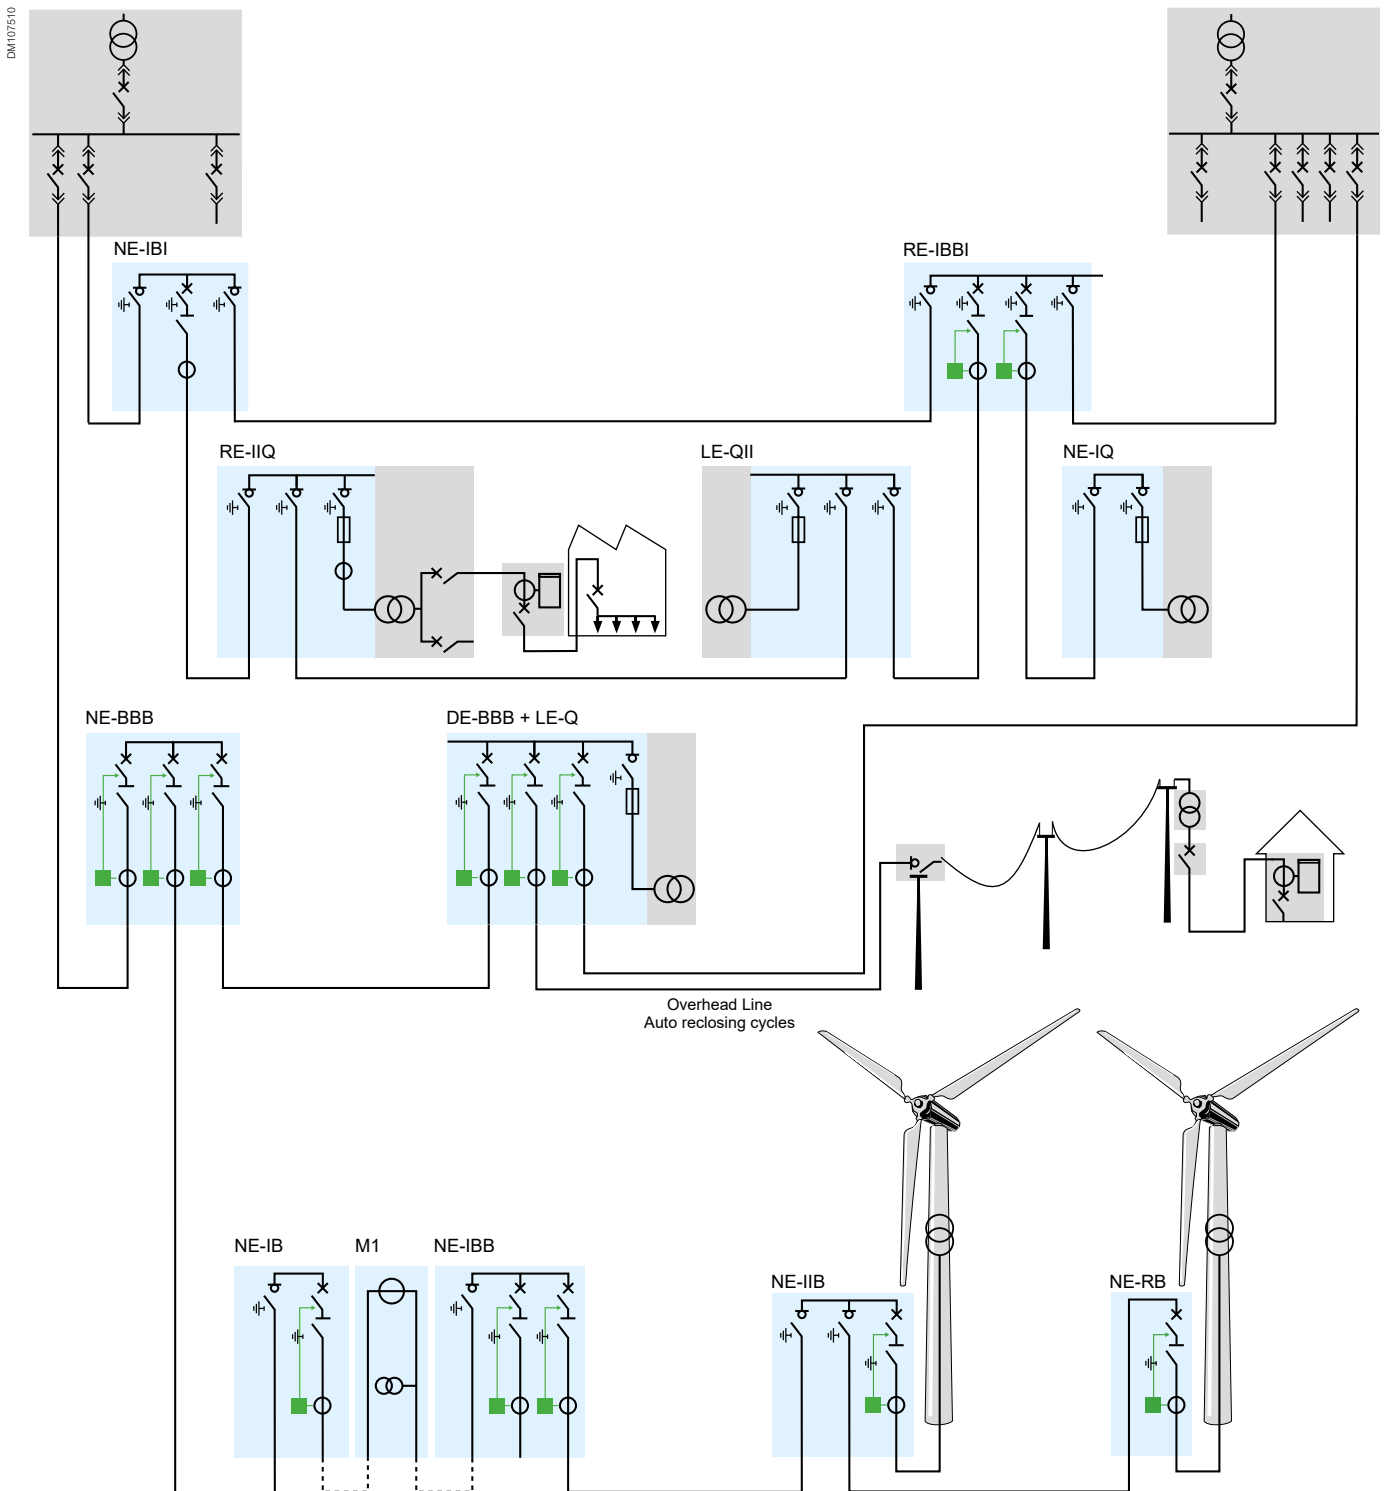 DM107510
NE-IBI
RE-IBBI
RE-IIQ
LE-QII
NE-IQ
NE-BBB
DE-BBB + LE-Q
Overhead Line
Auto reclosing cycles
NE-IB
M1
NE-IBB
NE-IIB
NE-RB